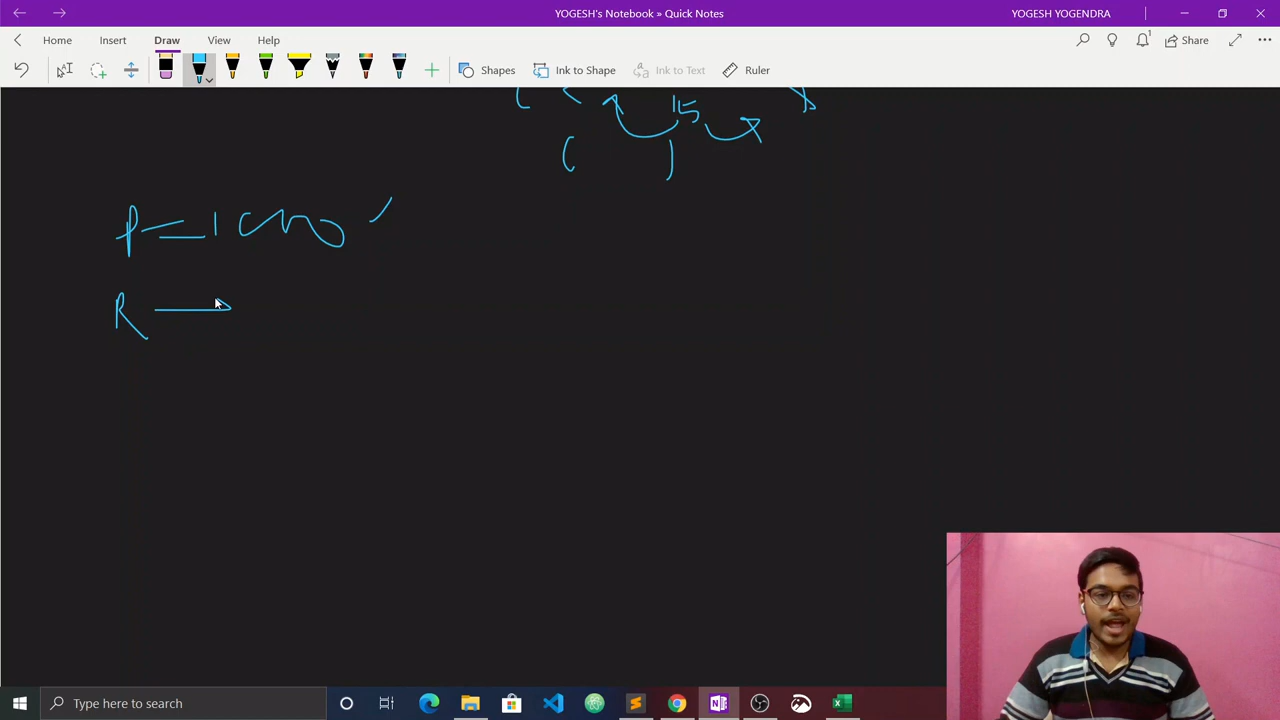 YOGESH's Notebook » Quick Notes
YOGESH YOGENDRA
Home Insert Draw View Help
Share
Shapes
Ink to Shape
Ink to Text
Ruler
15
( )
P = 1
R →
Type here to search